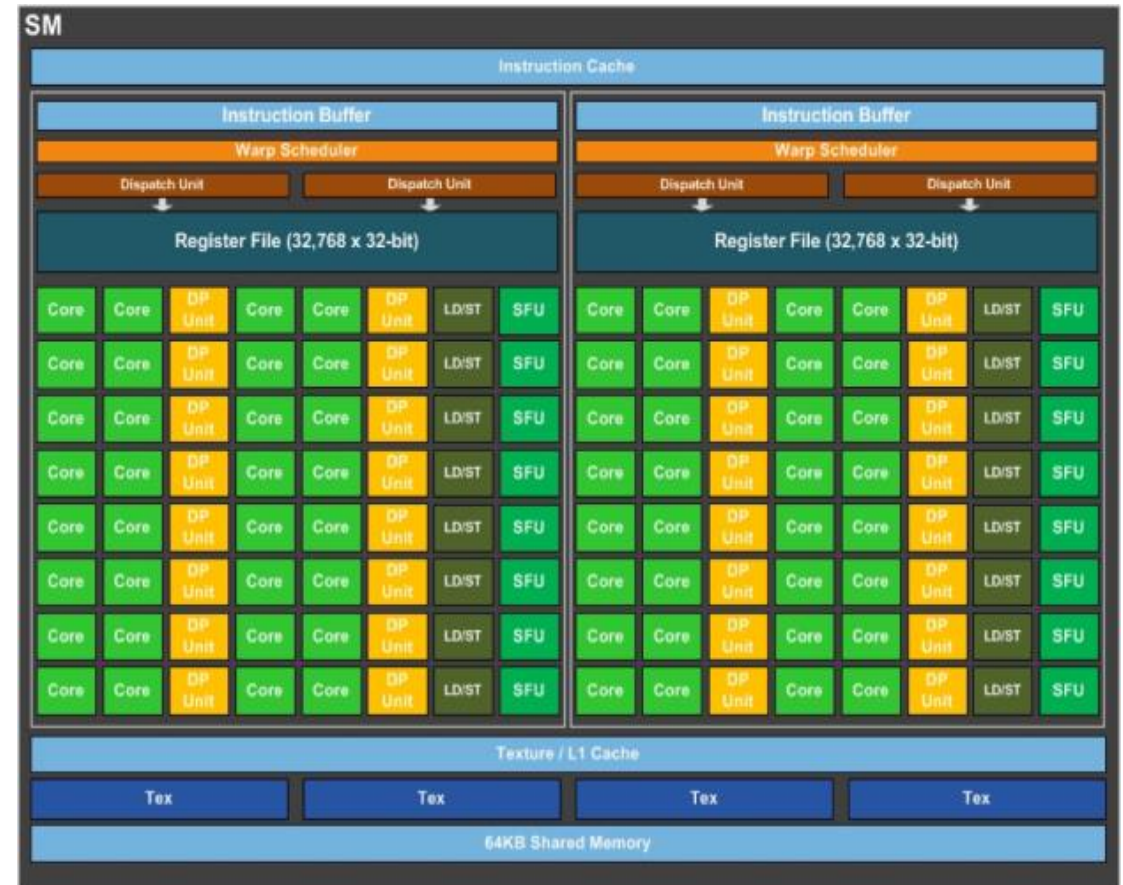 SM
Instruction Cache
Instruction Buffer Instruction Buffer
Warp Scheduler Warp Scheduler
Dispatch Unit Dispatch Unit Dispatch Unit Dispatch Unit
Register File (32,768 x 32-bit) Register File (32,768 x 32-bit)
Core Core DP Unit Core Core DP Unit LD/ST SFU Core Core DP Unit Core Core DP Unit LD/ST SFU
Core Core DP Unit Core Core DP Unit LD/ST SFU Core Core DP Unit Core Core DP Unit LD/ST SFU
Core Core DP Unit Core Core DP Unit LD/ST SFU Core Core DP Unit Core Core DP Unit LD/ST SFU
Core Core DP Unit Core Core DP Unit LD/ST SFU Core Core DP Unit Core Core DP Unit LD/ST SFU
Core Core DP Unit Core Core DP Unit LD/ST SFU Core Core DP Unit Core Core DP Unit LD/ST SFU
Core Core DP Unit Core Core DP Unit LD/ST SFU Core Core DP Unit Core Core DP Unit LD/ST SFU
Core Core DP Unit Core Core DP Unit LD/ST SFU Core Core DP Unit Core Core DP Unit LD/ST SFU
Core Core DP Unit Core Core DP Unit LD/ST SFU Core Core DP Unit Core Core DP Unit LD/ST SFU
Texture / L1 Cache
Tex Tex Tex Tex
64KB Shared Memory